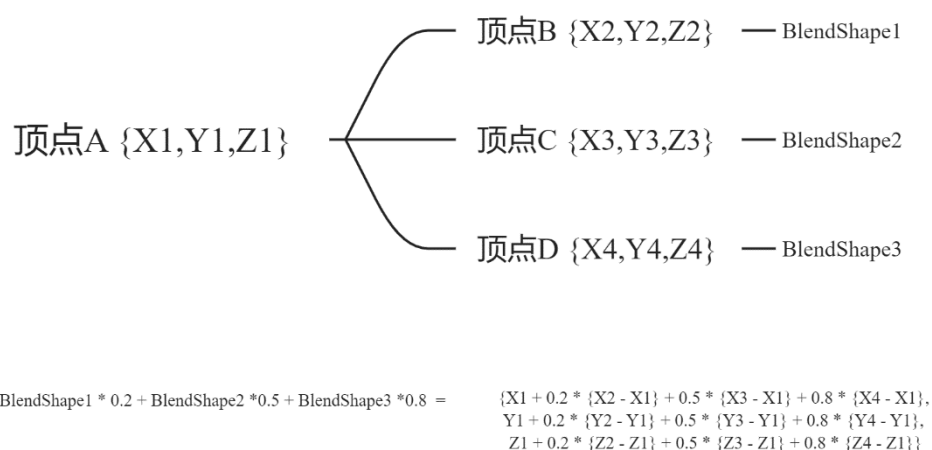 顶点B {X2,Y2,Z2} BlendShape1
顶点A {X1,Y1,Z1} 顶点C {X3,Y3,Z3} BlendShape2
顶点D {X4,Y4,Z4} BlendShape3
BlendShape1 * 0.2 + BlendShape2 *0.5 + BlendShape3 *0.8 =
{X1 + 0.2 * {X2 - X1} + 0.5 * {X3 - X1} + 0.8 * {X4 - X1},
Y1 + 0.2 * {Y2 - Y1} + 0.5 * {Y3 - Y1} + 0.8 * {Y4 - Y1},
Z1 + 0.2 * {Z2 - Z1} + 0.5 * {Z3 - Z1} + 0.8 * {Z4 - Z1}}